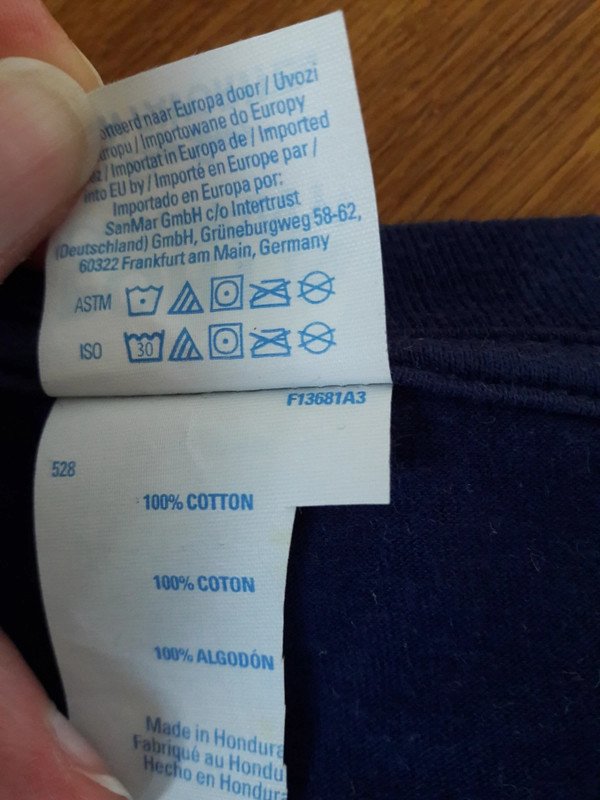 naar Europa door / Uvozi
/ Importowane do Europy
/ Importat in Europa de / Imported
into EU by / Importé en Europe par /
Importado en Europa por:
SanMar GmbH c/o Intertrust
(Deutschland) GmbH, Grüneburgweg 58-62,
60322 Frankfurt am Main, Germany
ASTM
ISO 30
F13681A3
528
100% COTTON
100% COTON
100% ALGODÓN
Made in Hondura
Fabriqué au Hondu
Hecho en Hondur